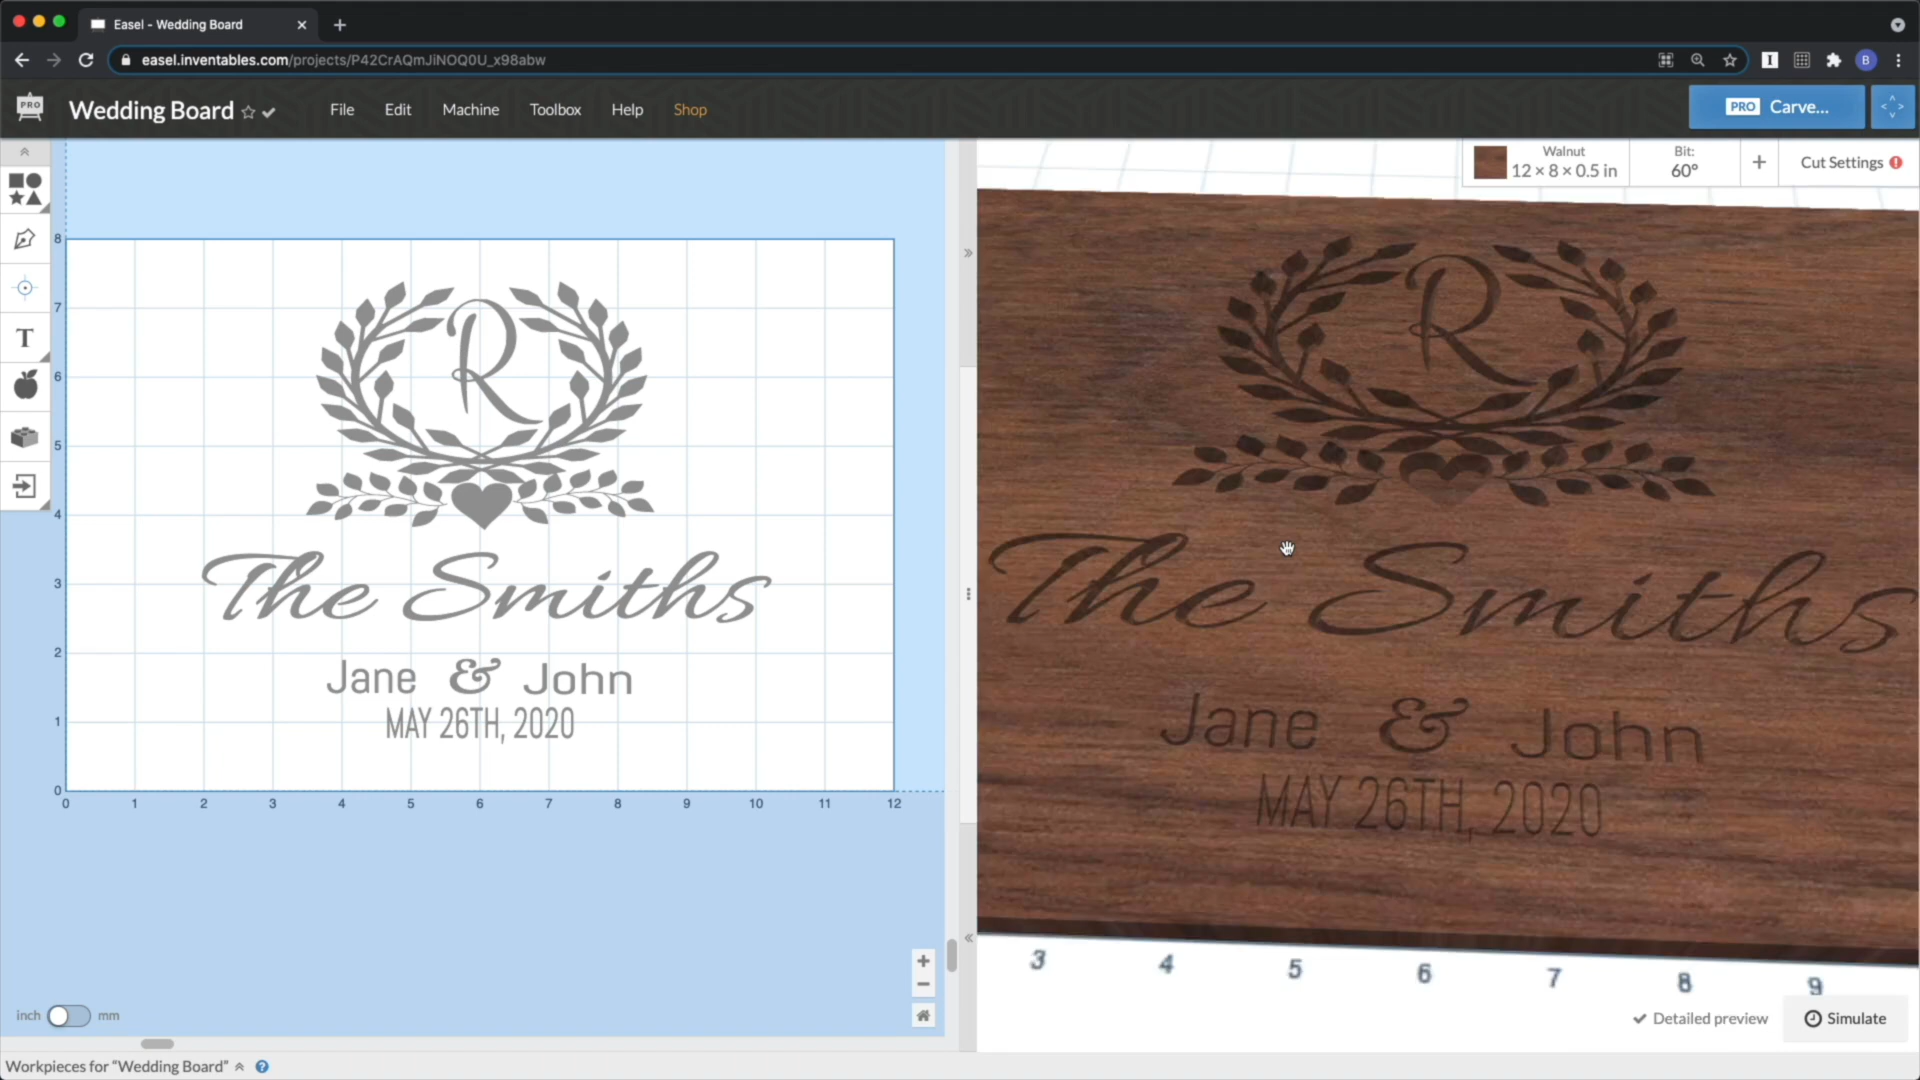 Easel - Wedding Board
easel.inventables.com/projects/P42CrAQmJiNOQ0U_x98abw
I
B
PRO
Wedding Board
File
Edit
Machine
Toolbox
Help
Shop
PRO Carve...
Walnut
12 × 8 × 0.5 in
Bit:
60°
Cut Settings
T
8
7
6
5
4
3
2
1
0
R
The Smiths
Jane & John
MAY 26TH, 2020
0 1 2 3 4 5 6 7 8 9 10 11 12
R
The Smiths
Jane & John
MAY 26TH, 2020
3 4 5 6 7 8 9
inch
mm
Detailed preview
Simulate
Workpieces for “Wedding Board”
?